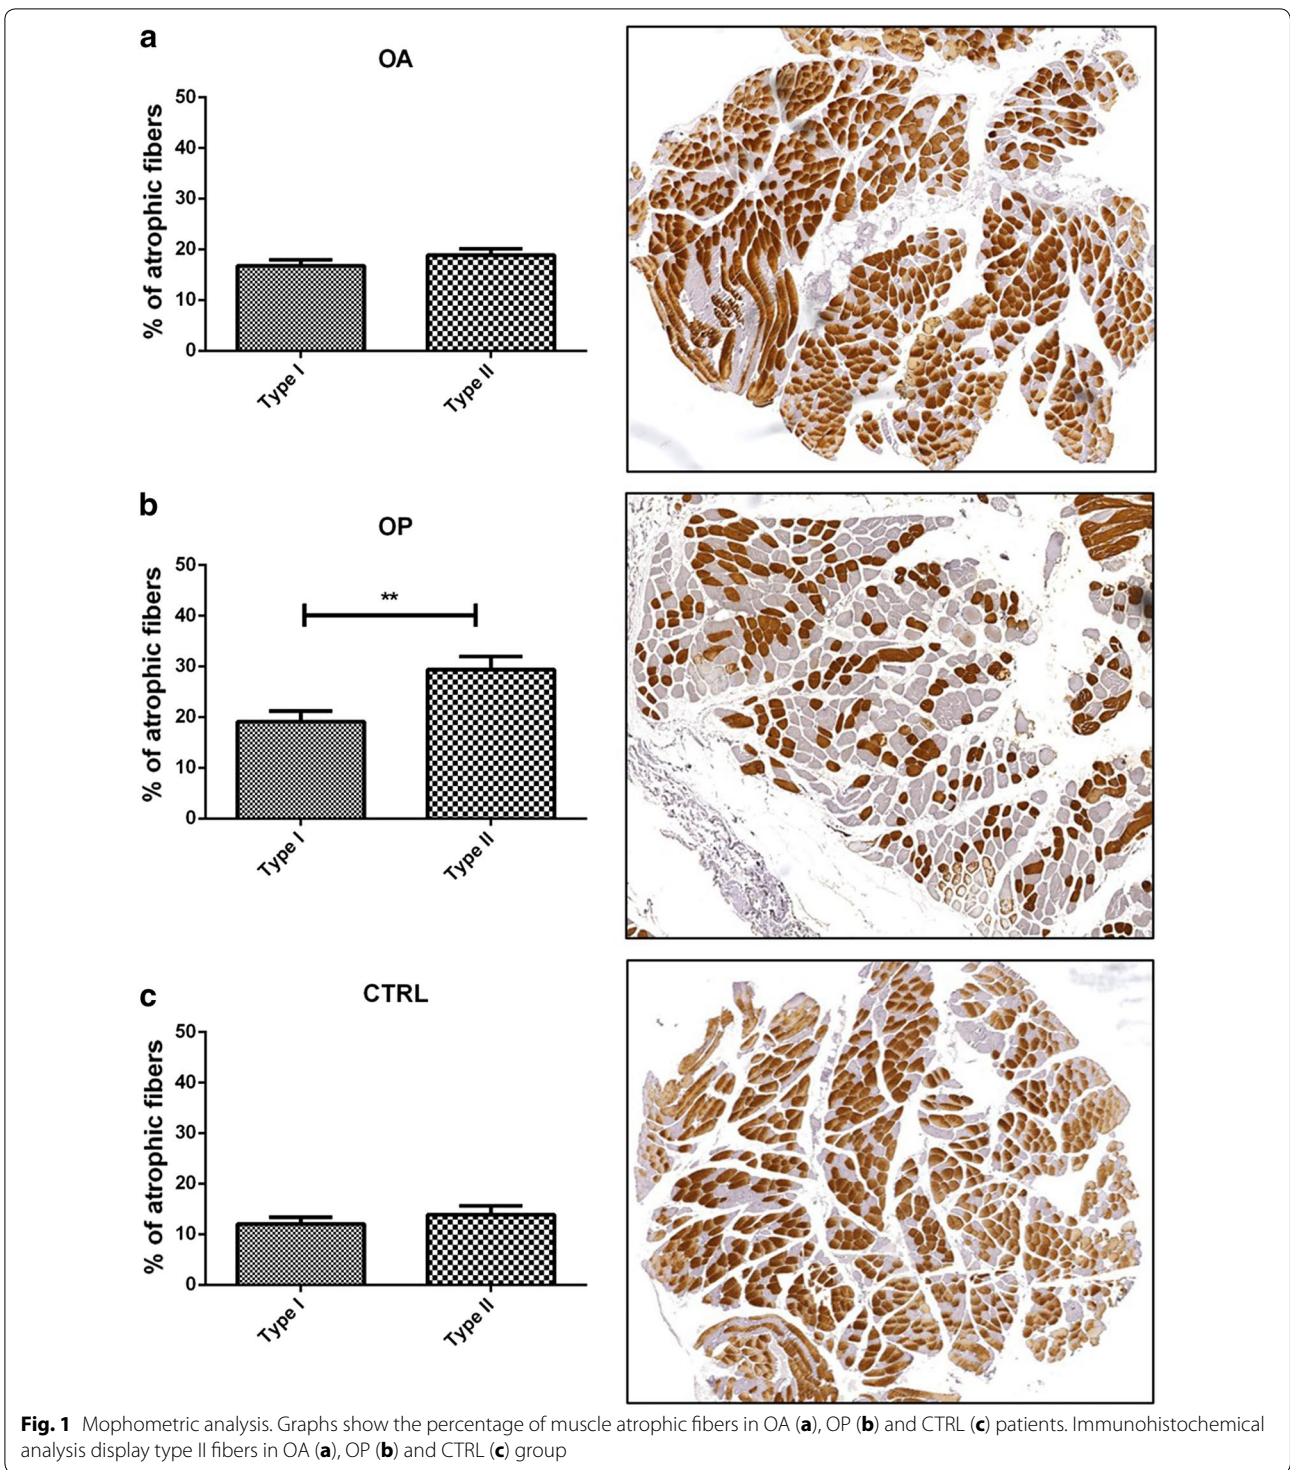 a
OA
% of atrophic fibers
50
40
30
20
10
0
Type I
Type II
b
OP
% of atrophic fibers
50
40
30
20
10
0
**
Type I
Type II
c
CTRL
% of atrophic fibers
50
40
30
20
10
0
Type I
Type II
Fig. 1 Mophometric analysis. Graphs show the percentage of muscle atrophic fibers in OA (a), OP (b) and CTRL (c) patients. Immunohistochemical
analysis display type II fibers in OA (a), OP (b) and CTRL (c) group